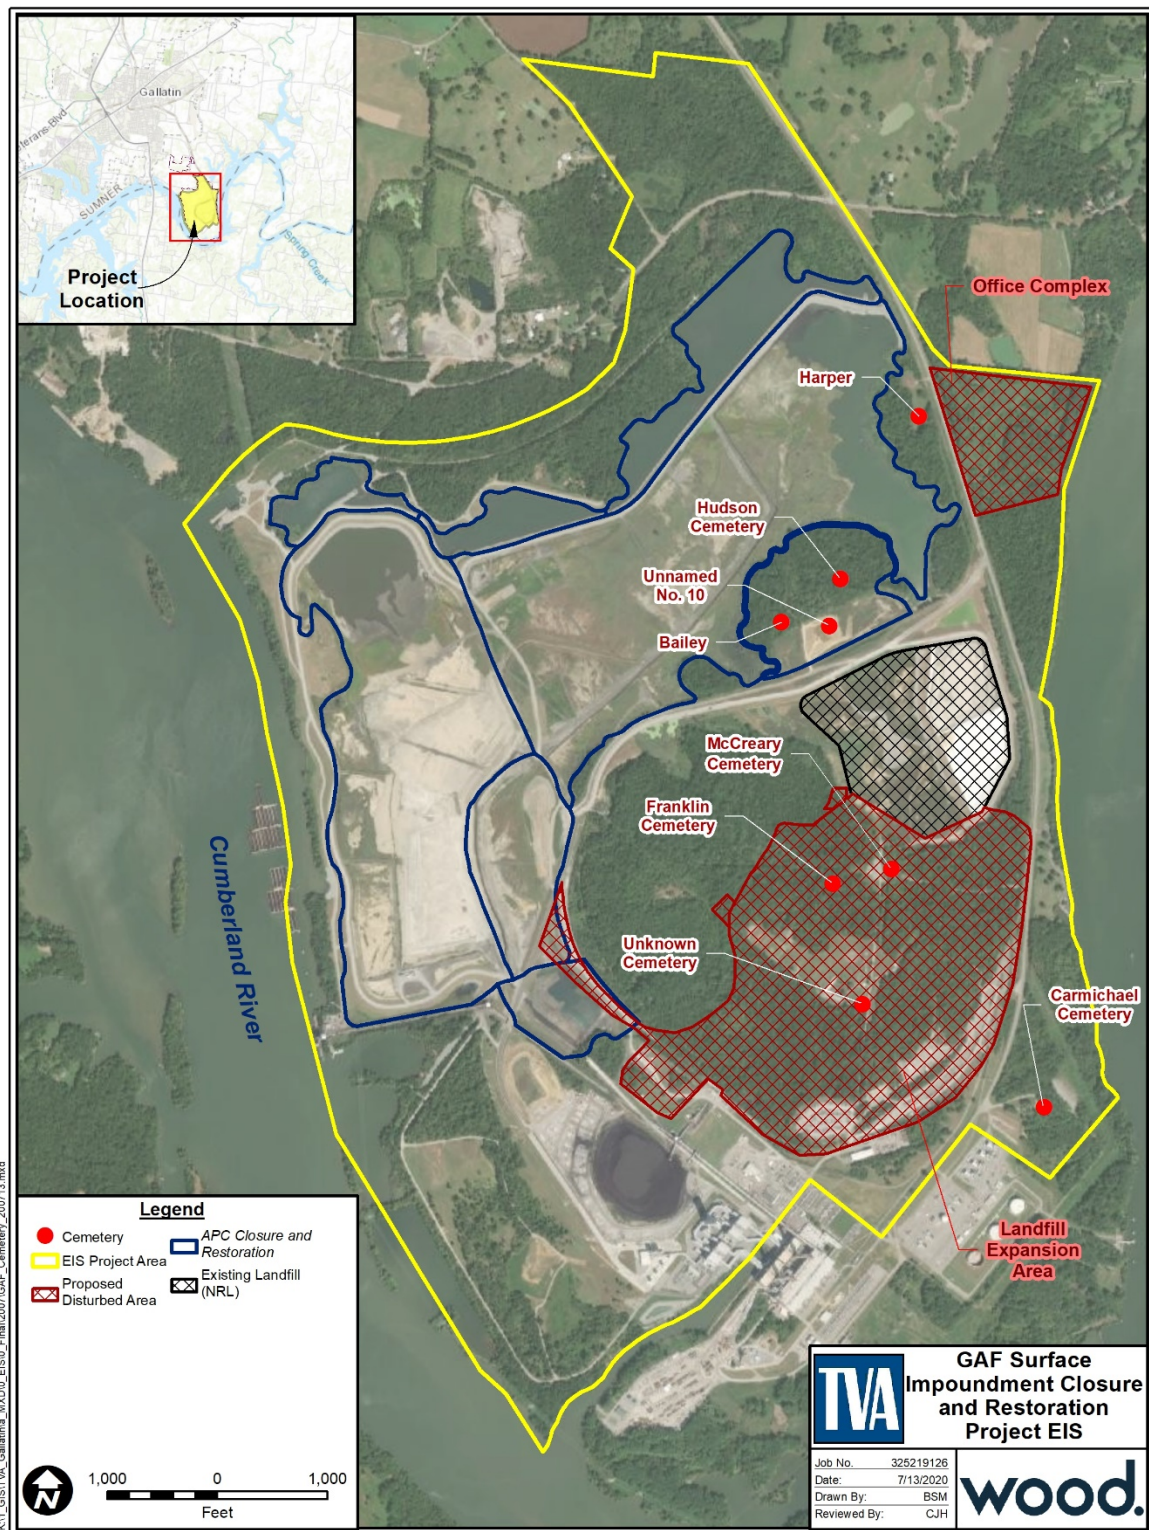 Gallatin
SUMNER
Spring Creek
Project
Location
Office Complex
Harper
Hudson
Cemetery
Unnamed
No. 10
Bailey
McCreary
Cemetery
Franklin
Cemetery
Unknown
Cemetery
Cumberland River
Carmichael
Cemetery
Landfill
Expansion
Area
Legend
Cemetery
EIS Project Area
Proposed
Disturbed Area
APC Closure and
Restoration
Existing Landfill
(NRL)
N
1,000 0 1,000
Feet
TVA
GAF Surface
Impoundment Closure
and Restoration
Project EIS
Job No. 325219126
Date: 7/13/2020
Drawn By: BSM
Reviewed By: CJH
wood.